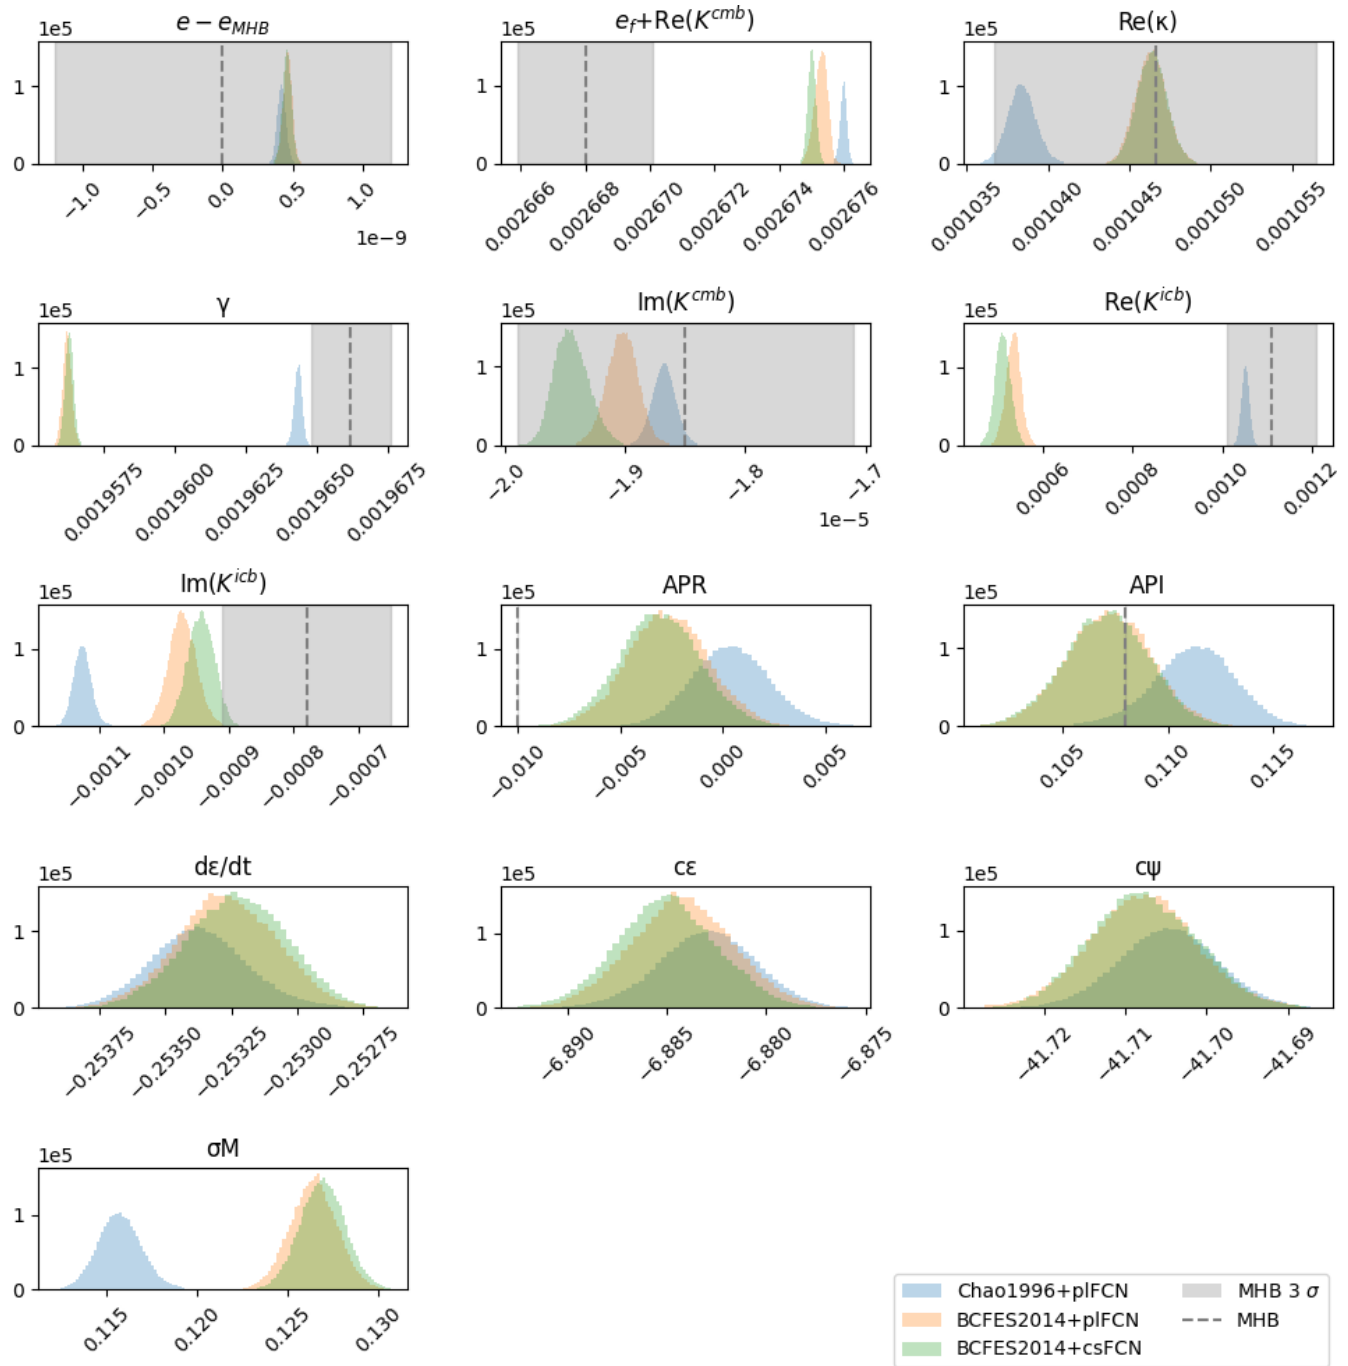 e − e_MHB
1e5
1
0
−1.0
−0.5
0.0
0.5
1.0
1e−9
e_f+Re(K^cmb)
1e5
1
0
0.002666
0.002668
0.002670
0.002672
0.002674
0.002676
Re(κ)
1e5
1
0
0.001035
0.001040
0.001045
0.001050
0.001055
γ
1e5
1
0
0.0019575
0.0019600
0.0019625
0.0019650
0.0019675
Im(K^cmb)
1e5
1
0
−2.0
−1.9
−1.8
−1.7
1e−5
Re(K^icb)
1e5
1
0
0.0006
0.0008
0.0010
0.0012
Im(K^icb)
1e5
1
0
−0.0011
−0.0010
−0.0009
−0.0008
−0.0007
APR
1e5
1
0
−0.010
−0.005
0.000
0.005
API
1e5
1
0
0.105
0.110
0.115
dε/dt
1e5
1
0
−0.25375
−0.25350
−0.25325
−0.25300
−0.25275
cε
1e5
1
0
−6.890
−6.885
−6.880
−6.875
cψ
1e5
1
0
−41.72
−41.71
−41.70
−41.69
σM
1e5
1
0
0.115
0.120
0.125
0.130
Chao1996+plFCN
BCFES2014+plFCN
BCFES2014+csFCN
MHB 3 σ
MHB